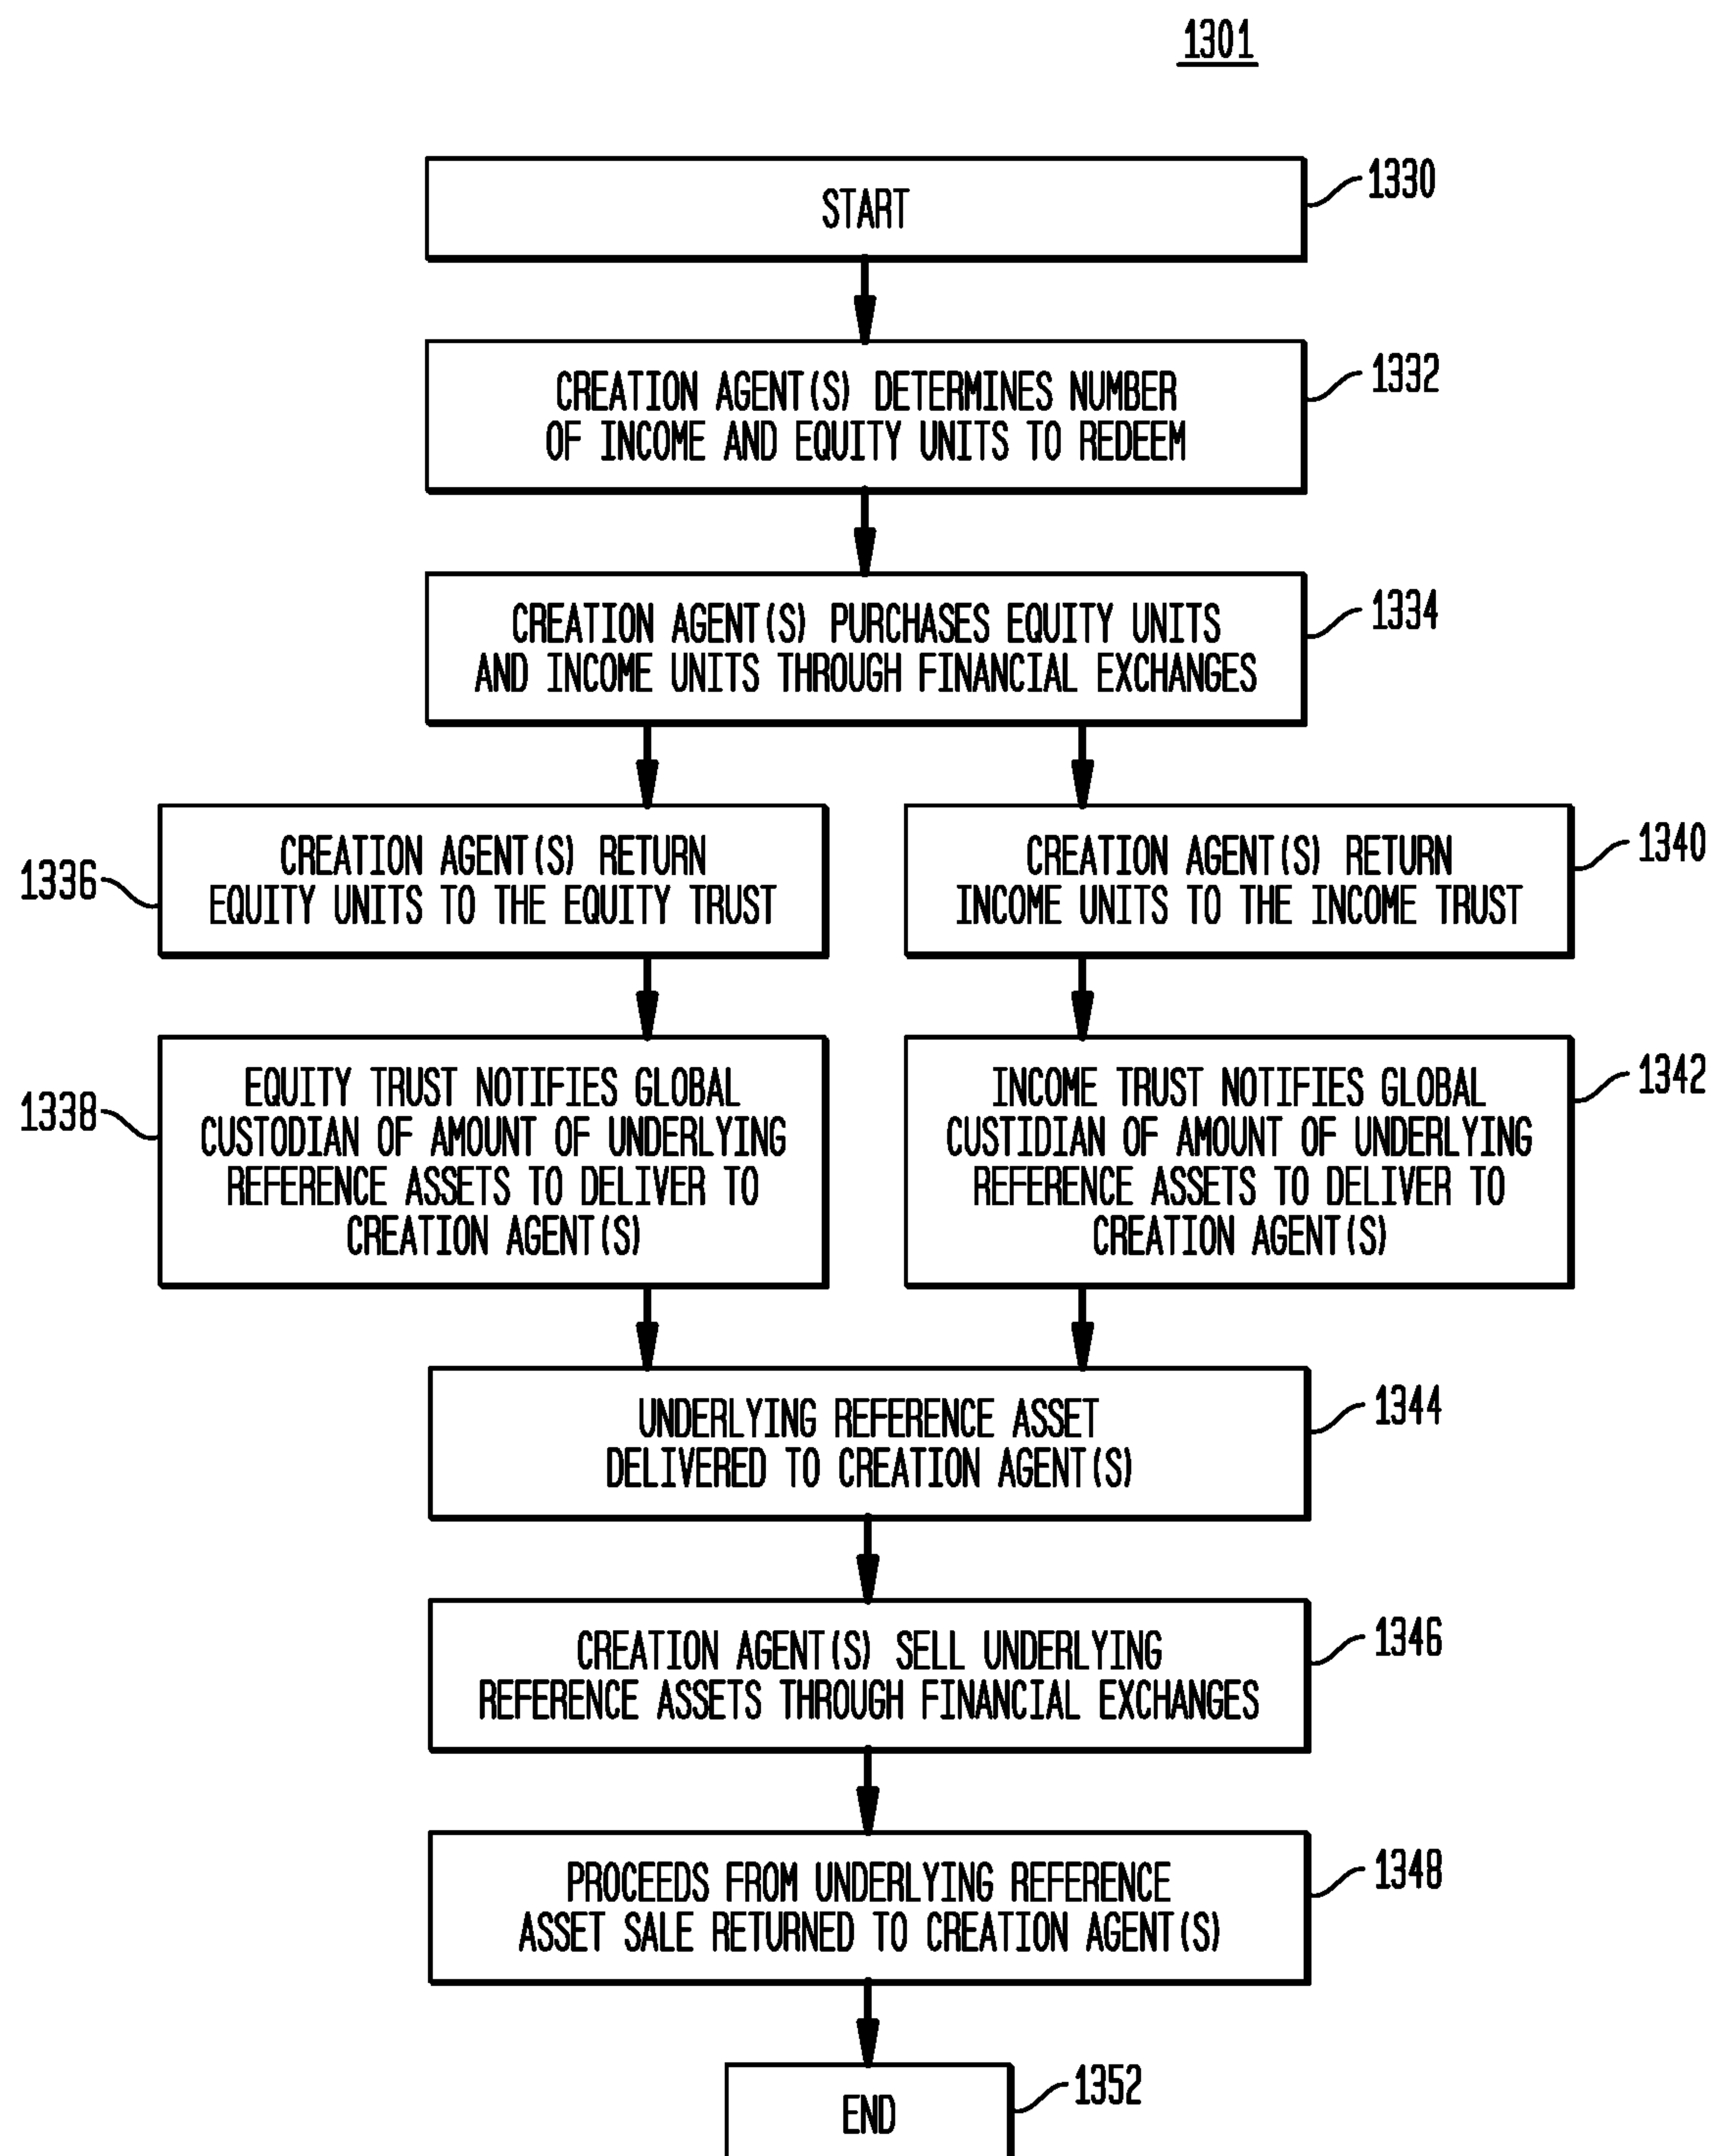 1301
START
1330
CREATION AGENT(S) DETERMINES NUMBER
OF INCOME AND EQUITY UNITS TO REDEEM
1332
CREATION AGENT(S) PURCHASES EQUITY UNITS
AND INCOME UNITS THROUGH FINANCIAL EXCHANGES
1334
1336
CREATION AGENT(S) RETURN
EQUITY UNITS TO THE EQUITY TRUST
CREATION AGENT(S) RETURN
INCOME UNITS TO THE INCOME TRUST
1340
1338
EQUITY TRUST NOTIFIES GLOBAL
CUSTODIAN OF AMOUNT OF UNDERLYING
REFERENCE ASSETS TO DELIVER TO
CREATION AGENT(S)
INCOME TRUST NOTIFIES GLOBAL
CUSTIDIAN OF AMOUNT OF UNDERLYING
REFERENCE ASSETS TO DELIVER TO
CREATION AGENT(S)
1342
UNDERLYING REFERENCE ASSET
DELIVERED TO CREATION AGENT(S)
1344
CREATION AGENT(S) SELL UNDERLYING
REFERENCE ASSETS THROUGH FINANCIAL EXCHANGES
1346
PROCEEDS FROM UNDERLYING REFERENCE
ASSET SALE RETURNED TO CREATION AGENT(S)
1348
END
1352